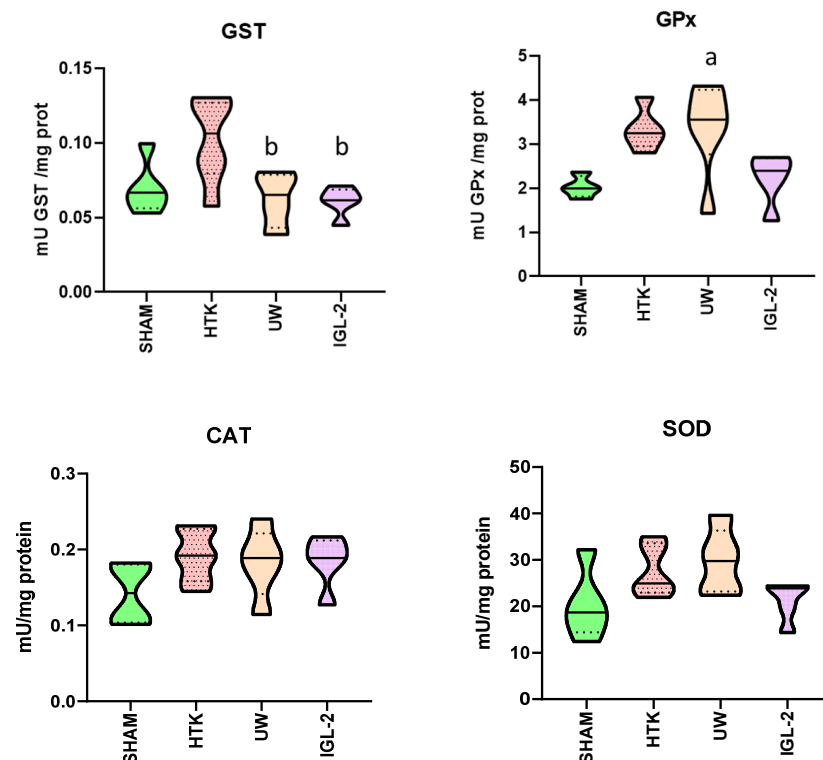 GST
mU GST /mg prot
0.15
0.10
0.05
0.00
b
b
SHAM
HTK
UW
IGL-2
GPx
mU GPx /mg prot
5
4
3
2
1
0
a
SHAM
HTK
UW
IGL-2
CAT
mU/mg protein
0.3
0.2
0.1
0.0
SHAM
HTK
UW
IGL-2
SOD
mU/mg protein
50
40
30
20
10
0
SHAM
HTK
UW
IGL-2